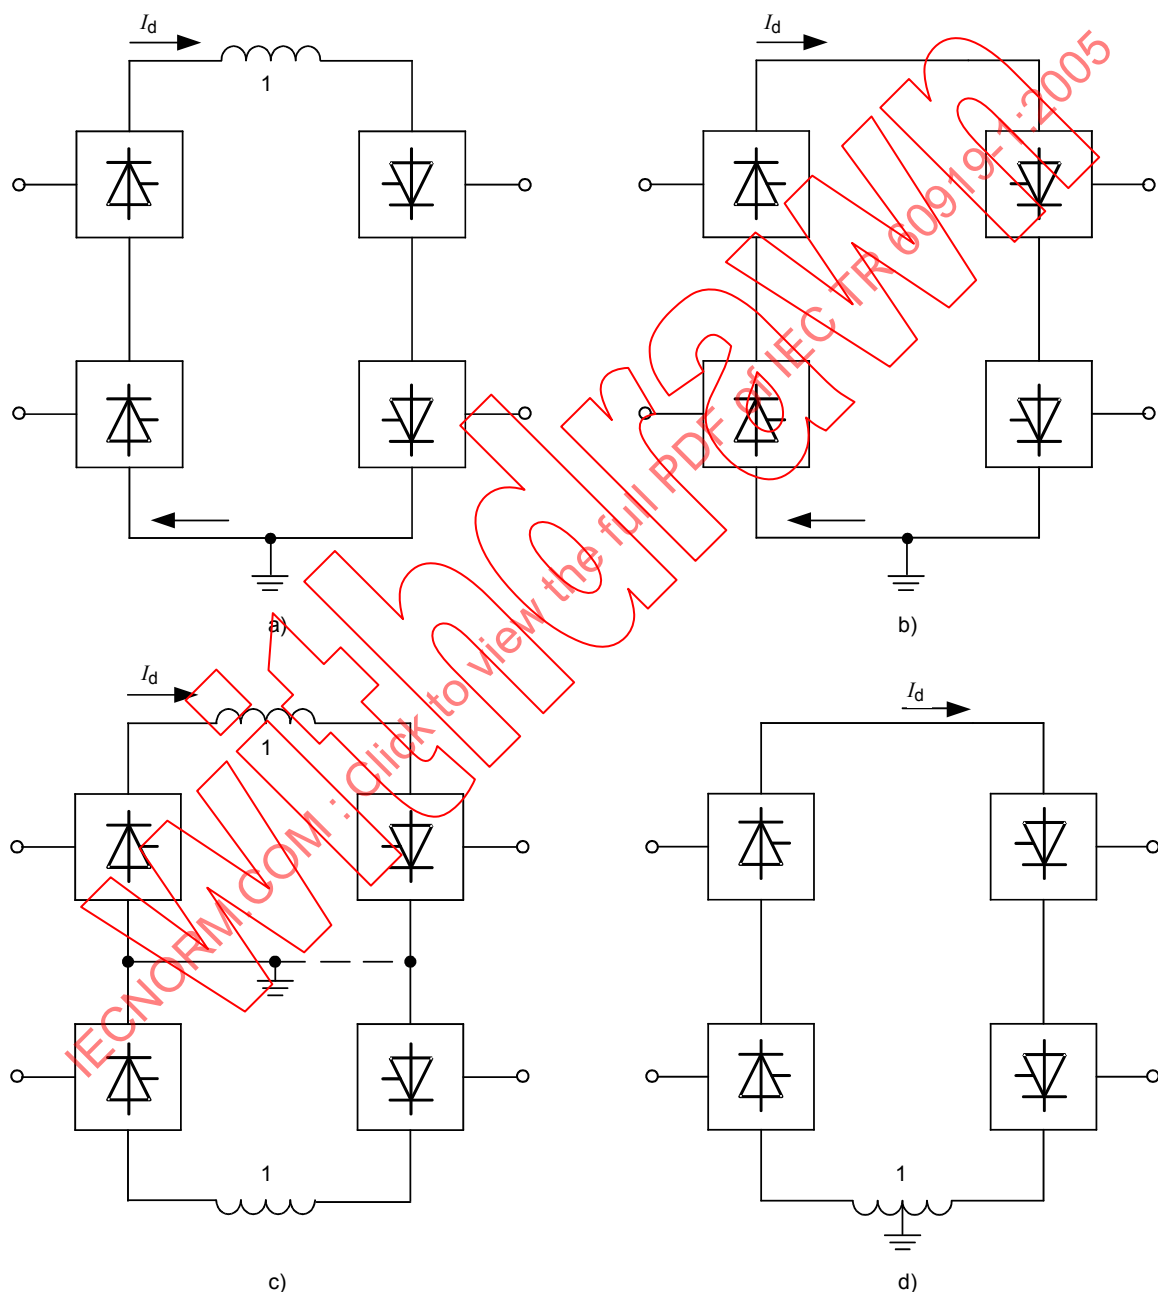 Id
1
Id
a)
b)
Id
1
Id
1
1
c)
d)
Withdrawn
IECNORM.COM : Click to view the full PDF of IEC TR 60919-1:2005